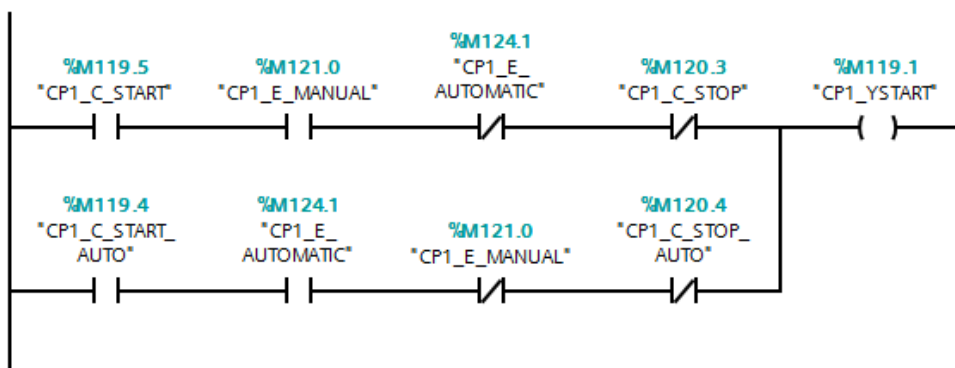 %M124.1
%M119.5 %M121.0 "CP1_E_ %M120.3 %M119.1
"CP1_C_START" "CP1_E_MANUAL" AUTOMATIC" "CP1_C_STOP" "CP1_YSTART"
%M119.4 %M124.1 %M120.4
"CP1_C_START_ "CP1_E_ %M121.0 "CP1_C_STOP_
AUTO" AUTOMATIC" "CP1_E_MANUAL" AUTO"